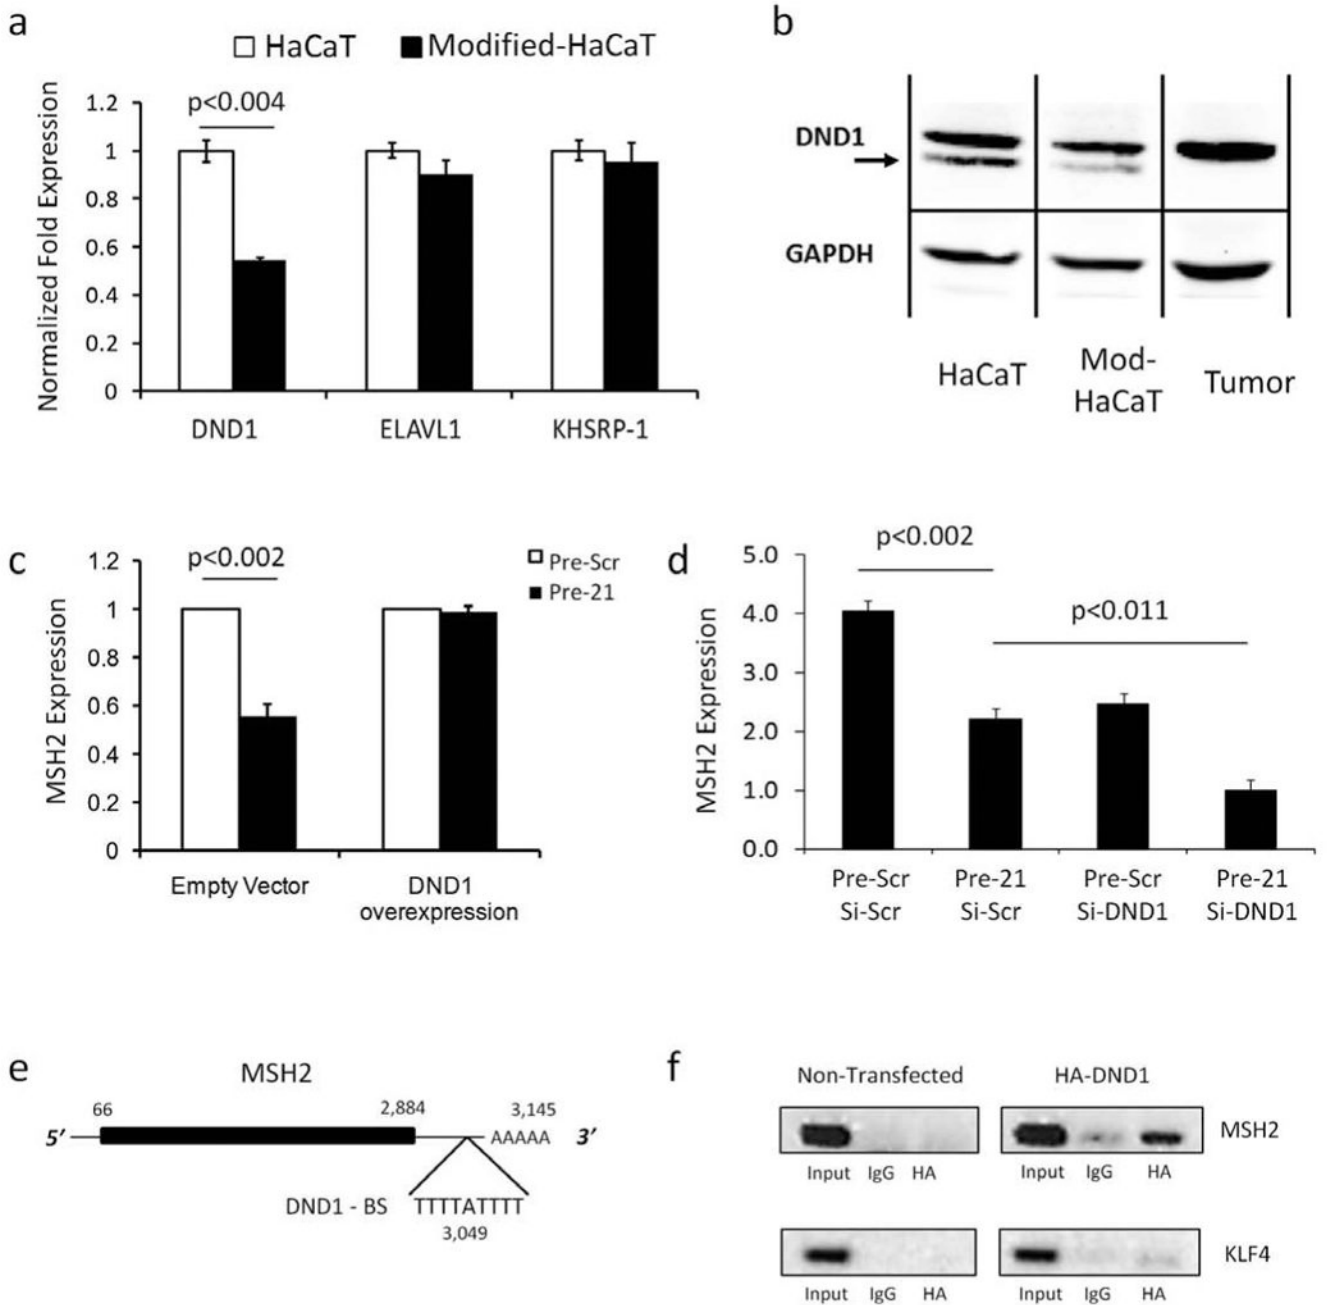 a
HaCaT Modified-HaCaT
Normalized Fold Expression
1.2
1
0.8
0.6
0.4
0.2
0
p<0.004
DND1 ELAVL1 KHSRP-1
b
DND1
GAPDH
HaCaT Mod-HaCaT Tumor
c
MSH2 Expression
1.2
1
0.8
0.6
0.4
0.2
0
p<0.002
Pre-Scr
Pre-21
Empty Vector DND1
overexpression
d
MSH2 Expression
5.0
4.0
3.0
2.0
1.0
0.0
p<0.002
p<0.011
Pre-Scr Pre-21 Pre-Scr Pre-21
Si-Scr Si-Scr Si-DND1 Si-DND1
e
MSH2
66 2,884 3,145
5′ AAAAA 3′
DND1 - BS TTTTATTTT
3,049
f
Non-Transfected HA-DND1
MSH2
Input IgG HA Input IgG HA
KLF4
Input IgG HA Input IgG HA